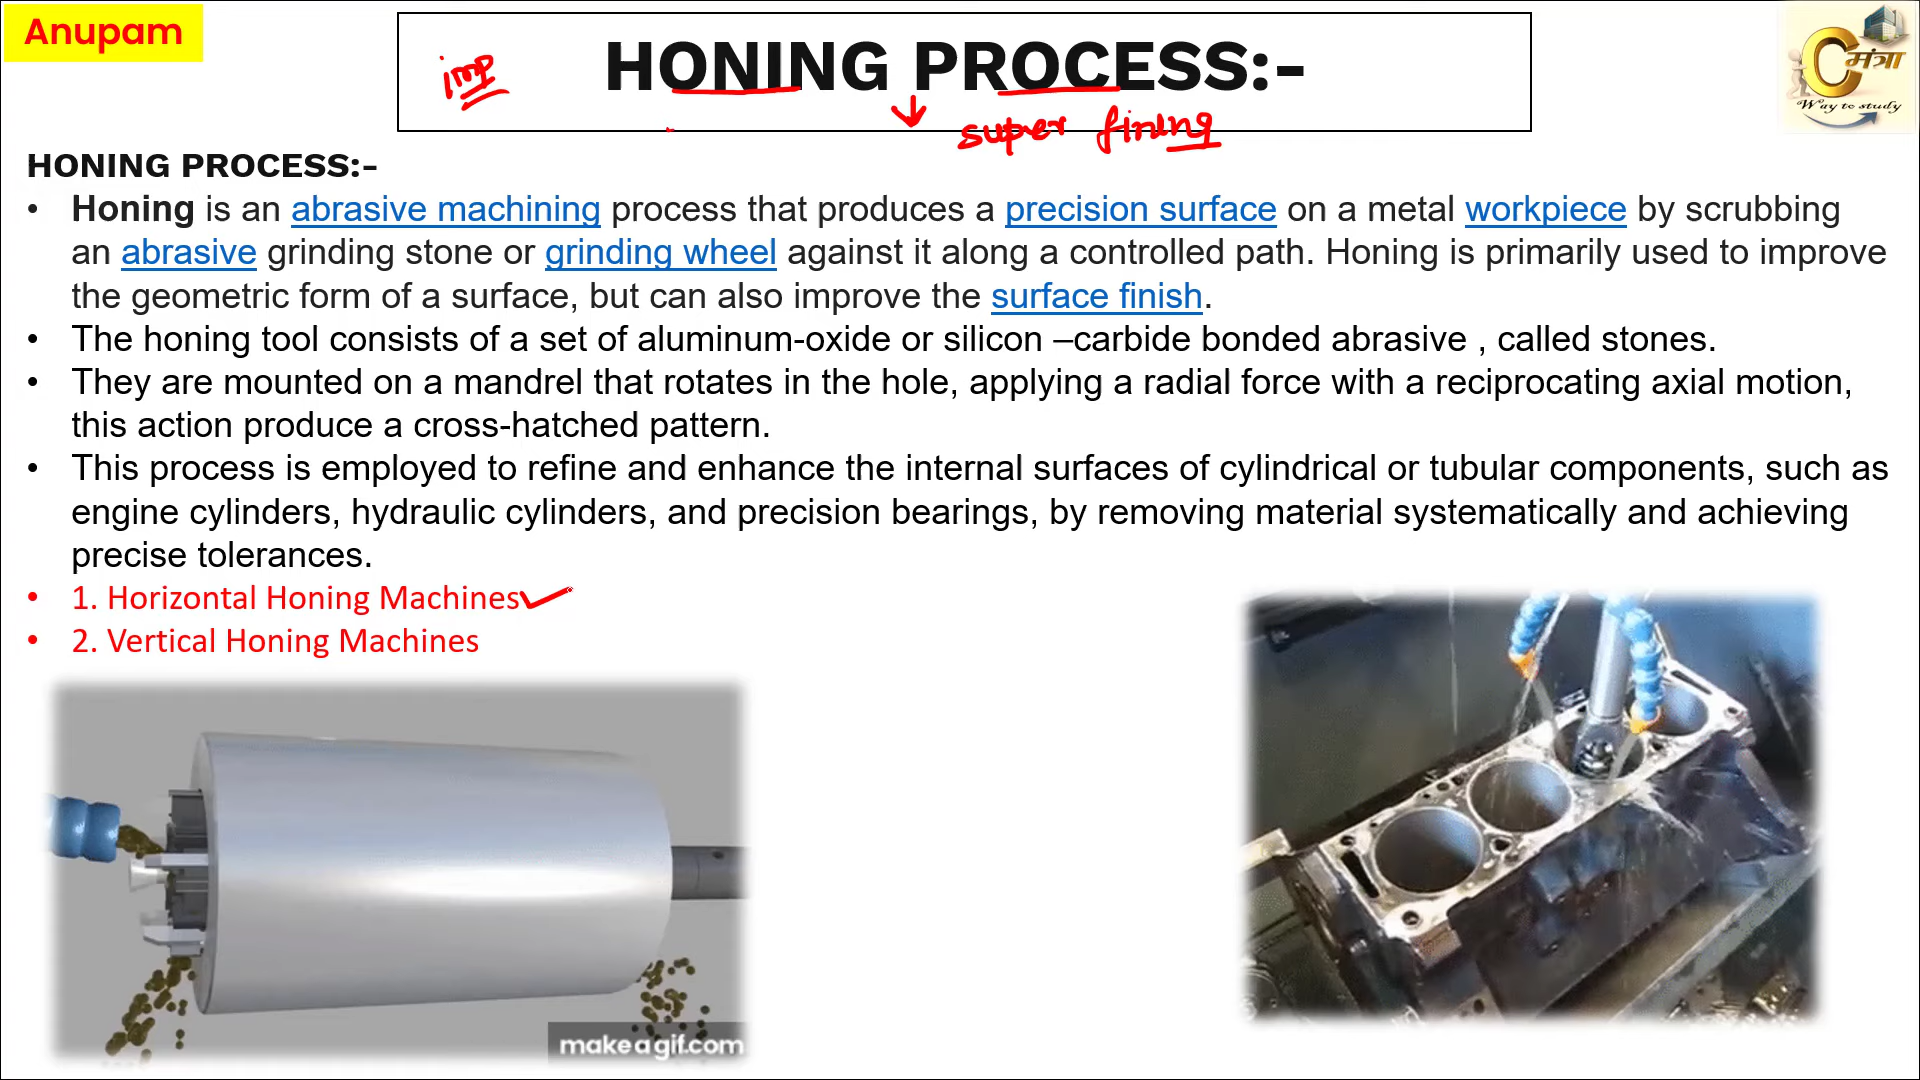 Anupam
imp
HONING PROCESS:-
super fining
C मंत्रा
Way to study
HONING PROCESS:-
• Honing is an abrasive machining process that produces a precision surface on a metal workpiece by scrubbing
an abrasive grinding stone or grinding wheel against it along a controlled path. Honing is primarily used to improve
the geometric form of a surface, but can also improve the surface finish.
• The honing tool consists of a set of aluminum-oxide or silicon –carbide bonded abrasive , called stones.
• They are mounted on a mandrel that rotates in the hole, applying a radial force with a reciprocating axial motion,
this action produce a cross-hatched pattern.
• This process is employed to refine and enhance the internal surfaces of cylindrical or tubular components, such as
engine cylinders, hydraulic cylinders, and precision bearings, by removing material systematically and achieving
precise tolerances.
• 1. Horizontal Honing Machines
• 2. Vertical Honing Machines
makeagif.com